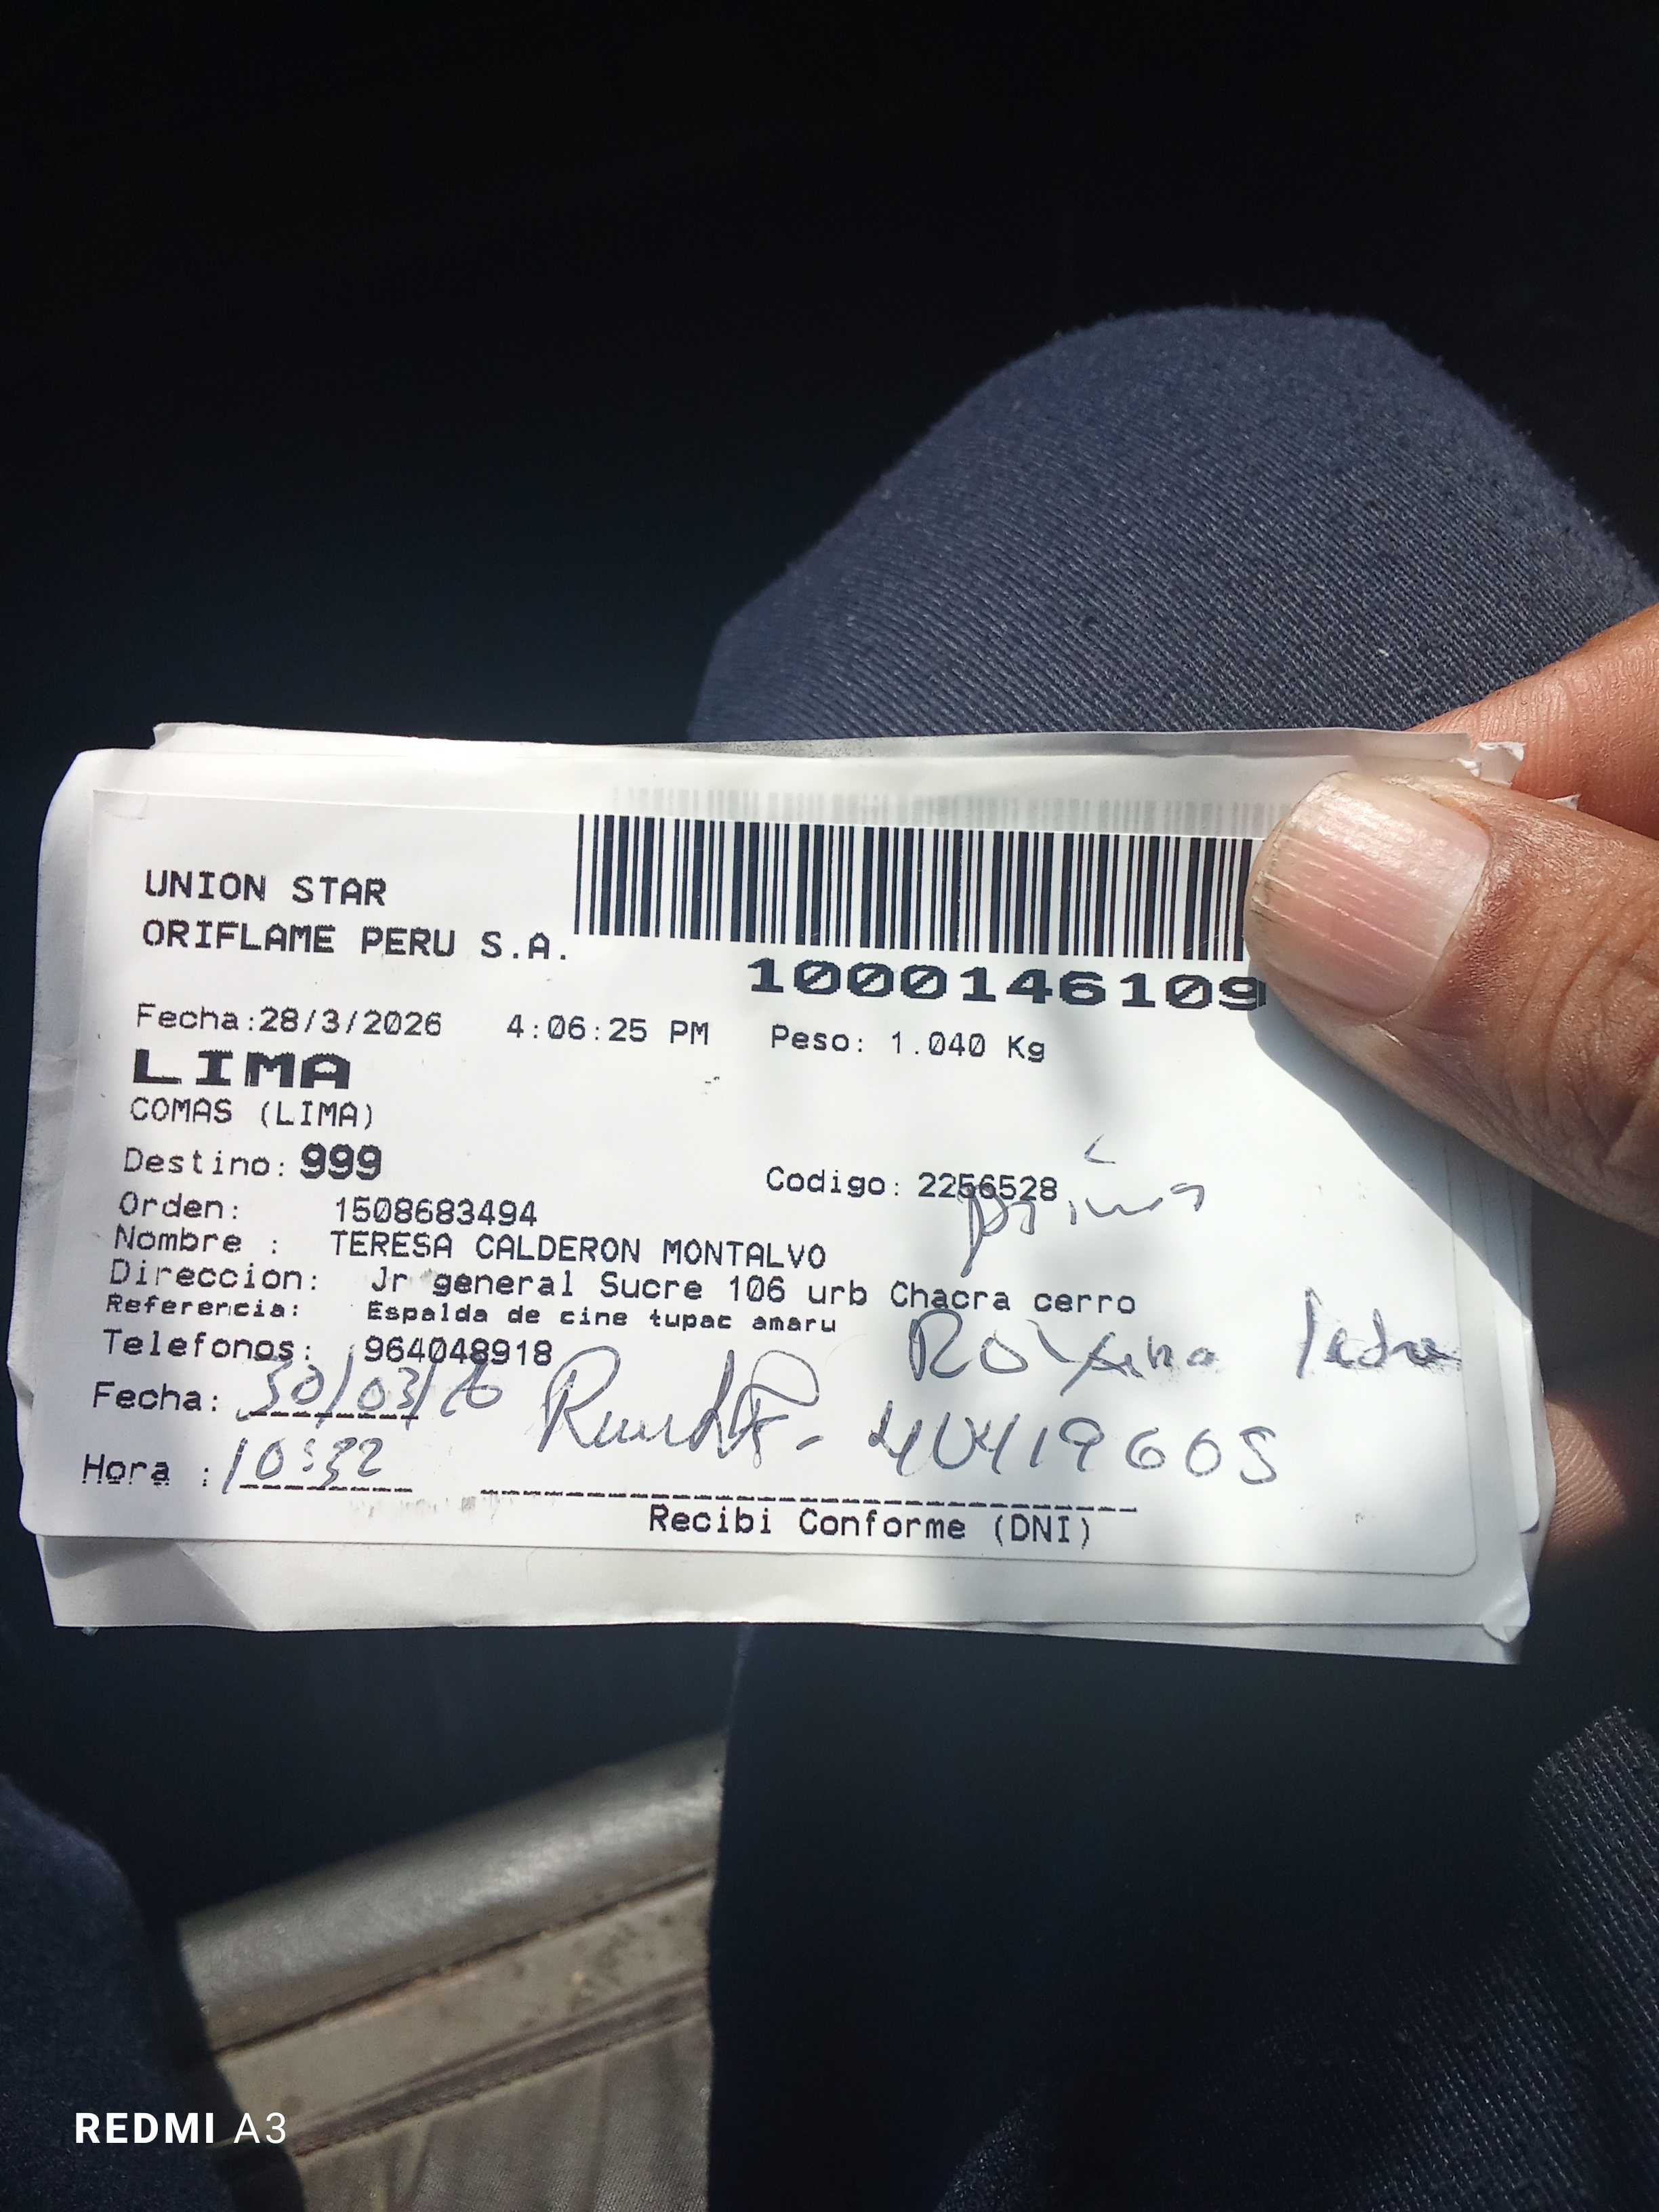 UNION STAR
ORIFLAME PERU S.A.
1000146109
Fecha:28/3/2026 4:06:25 PM Peso: 1.040 Kg
LIMA
COMAS (LIMA)
Destino: 999
Codigo: 2256528
Orden: 1508683494
Nombre : TERESA CALDERON MONTALVO
Direccion: Jr general Sucre 106 urb Chacra cerro
Referencia: Espalda de cine tupac amaru
Telefonos: 964048918
Fecha: 30/03/26
Hora : 10:32
Recibi Conforme (DNI)
REDMI A3